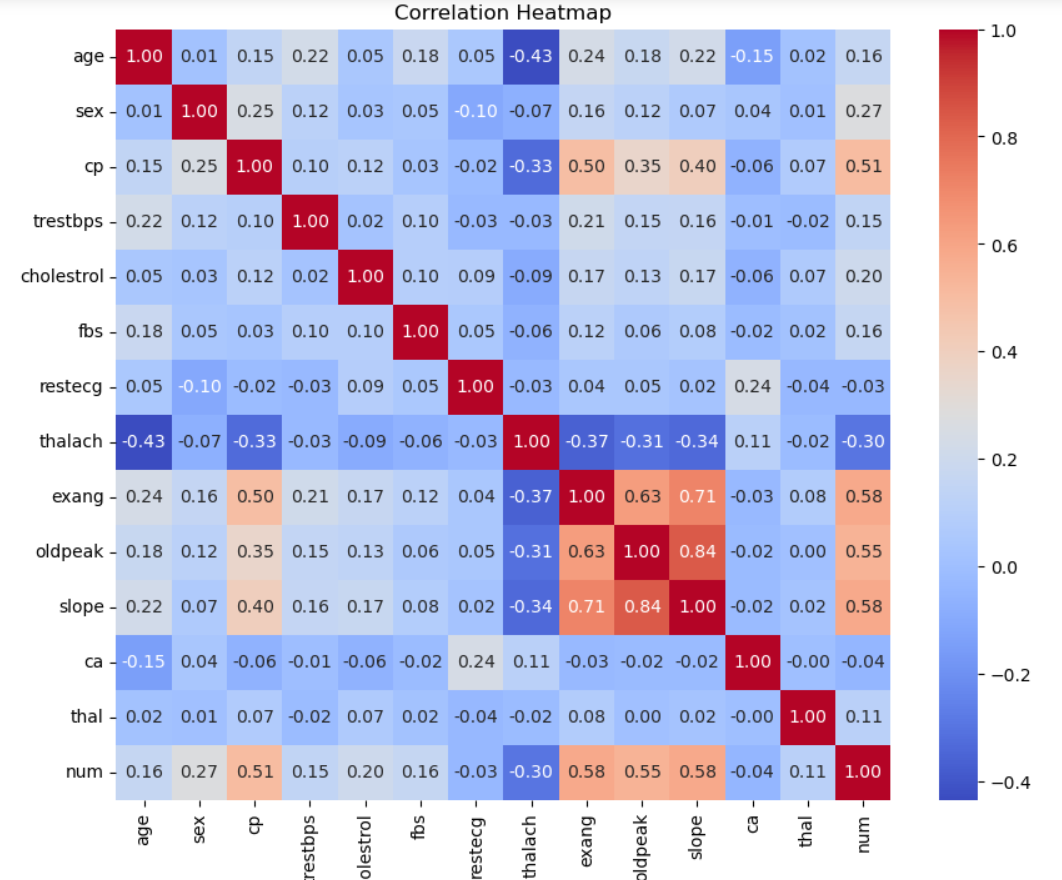 Correlation Heatmap
age 1.00 0.01 0.15 0.22 0.05 0.18 0.05 -0.43 0.24 0.18 0.22 -0.15 0.02 0.16
sex 0.01 1.00 0.25 0.12 0.03 0.05 -0.10 -0.07 0.16 0.12 0.07 0.04 0.01 0.27
cp 0.15 0.25 1.00 0.10 0.12 0.03 -0.02 -0.33 0.50 0.35 0.40 -0.06 0.07 0.51
trestbps 0.22 0.12 0.10 1.00 0.02 0.10 -0.03 -0.03 0.21 0.15 0.16 -0.01 -0.02 0.15
cholestrol 0.05 0.03 0.12 0.02 1.00 0.10 0.09 -0.09 0.17 0.13 0.17 -0.06 0.07 0.20
fbs 0.18 0.05 0.03 0.10 0.10 1.00 0.05 -0.06 0.12 0.06 0.08 -0.02 0.02 0.16
restecg 0.05 -0.10 -0.02 -0.03 0.09 0.05 1.00 -0.03 0.04 0.05 0.02 0.24 -0.04 -0.03
thalach -0.43 -0.07 -0.33 -0.03 -0.09 -0.06 -0.03 1.00 -0.37 -0.31 -0.34 0.11 -0.02 -0.30
exang 0.24 0.16 0.50 0.21 0.17 0.12 0.04 -0.37 1.00 0.63 0.71 -0.03 0.08 0.58
oldpeak 0.18 0.12 0.35 0.15 0.13 0.06 0.05 -0.31 0.63 1.00 0.84 -0.02 0.00 0.55
slope 0.22 0.07 0.40 0.16 0.17 0.08 0.02 -0.34 0.71 0.84 1.00 -0.02 0.02 0.58
ca -0.15 0.04 -0.06 -0.01 -0.06 -0.02 0.24 0.11 -0.03 -0.02 -0.02 1.00 -0.00 -0.04
thal 0.02 0.01 0.07 -0.02 0.07 0.02 -0.04 -0.02 0.08 0.00 0.02 -0.00 1.00 0.11
num 0.16 0.27 0.51 0.15 0.20 0.16 -0.03 -0.30 0.58 0.55 0.58 -0.04 0.11 1.00
age sex cp trestbps olestrol fbs restecg thalach exang oldpeak slope ca thal num
1.0
0.8
0.6
0.4
0.2
0.0
−0.2
−0.4